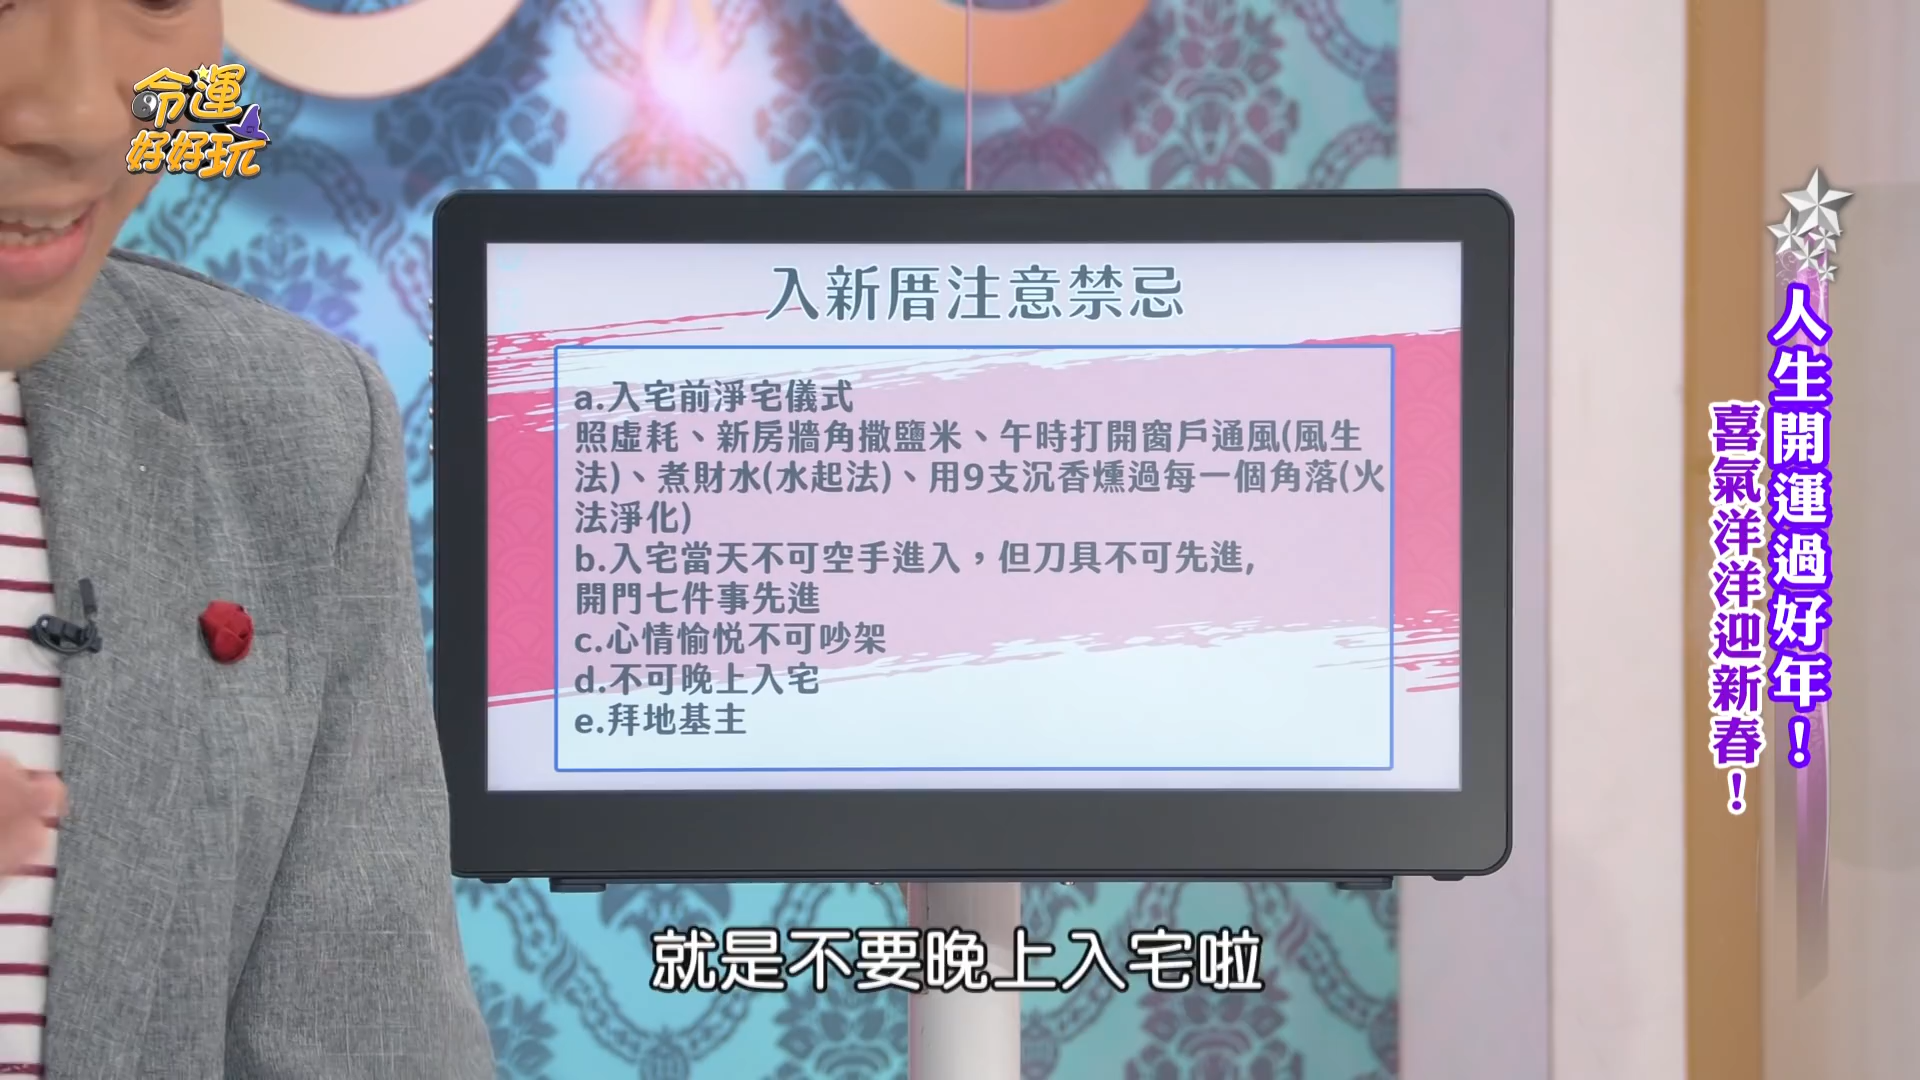 命運
好好玩
入新厝注意禁忌
a.入宅前淨宅儀式
照虛耗、新房牆角撒鹽米、午時打開窗戶通風(風生
法)、煮財水(水起法)、用9支沉香燻過每一個角落(火
法淨化)
b.入宅當天不可空手進入，但刀具不可先進,
開門七件事先進
c.心情愉悅不可吵架
d.不可晚上入宅
e.拜地基主
人生開運過好年！
喜氣洋洋迎新春！
就是不要晚上入宅啦